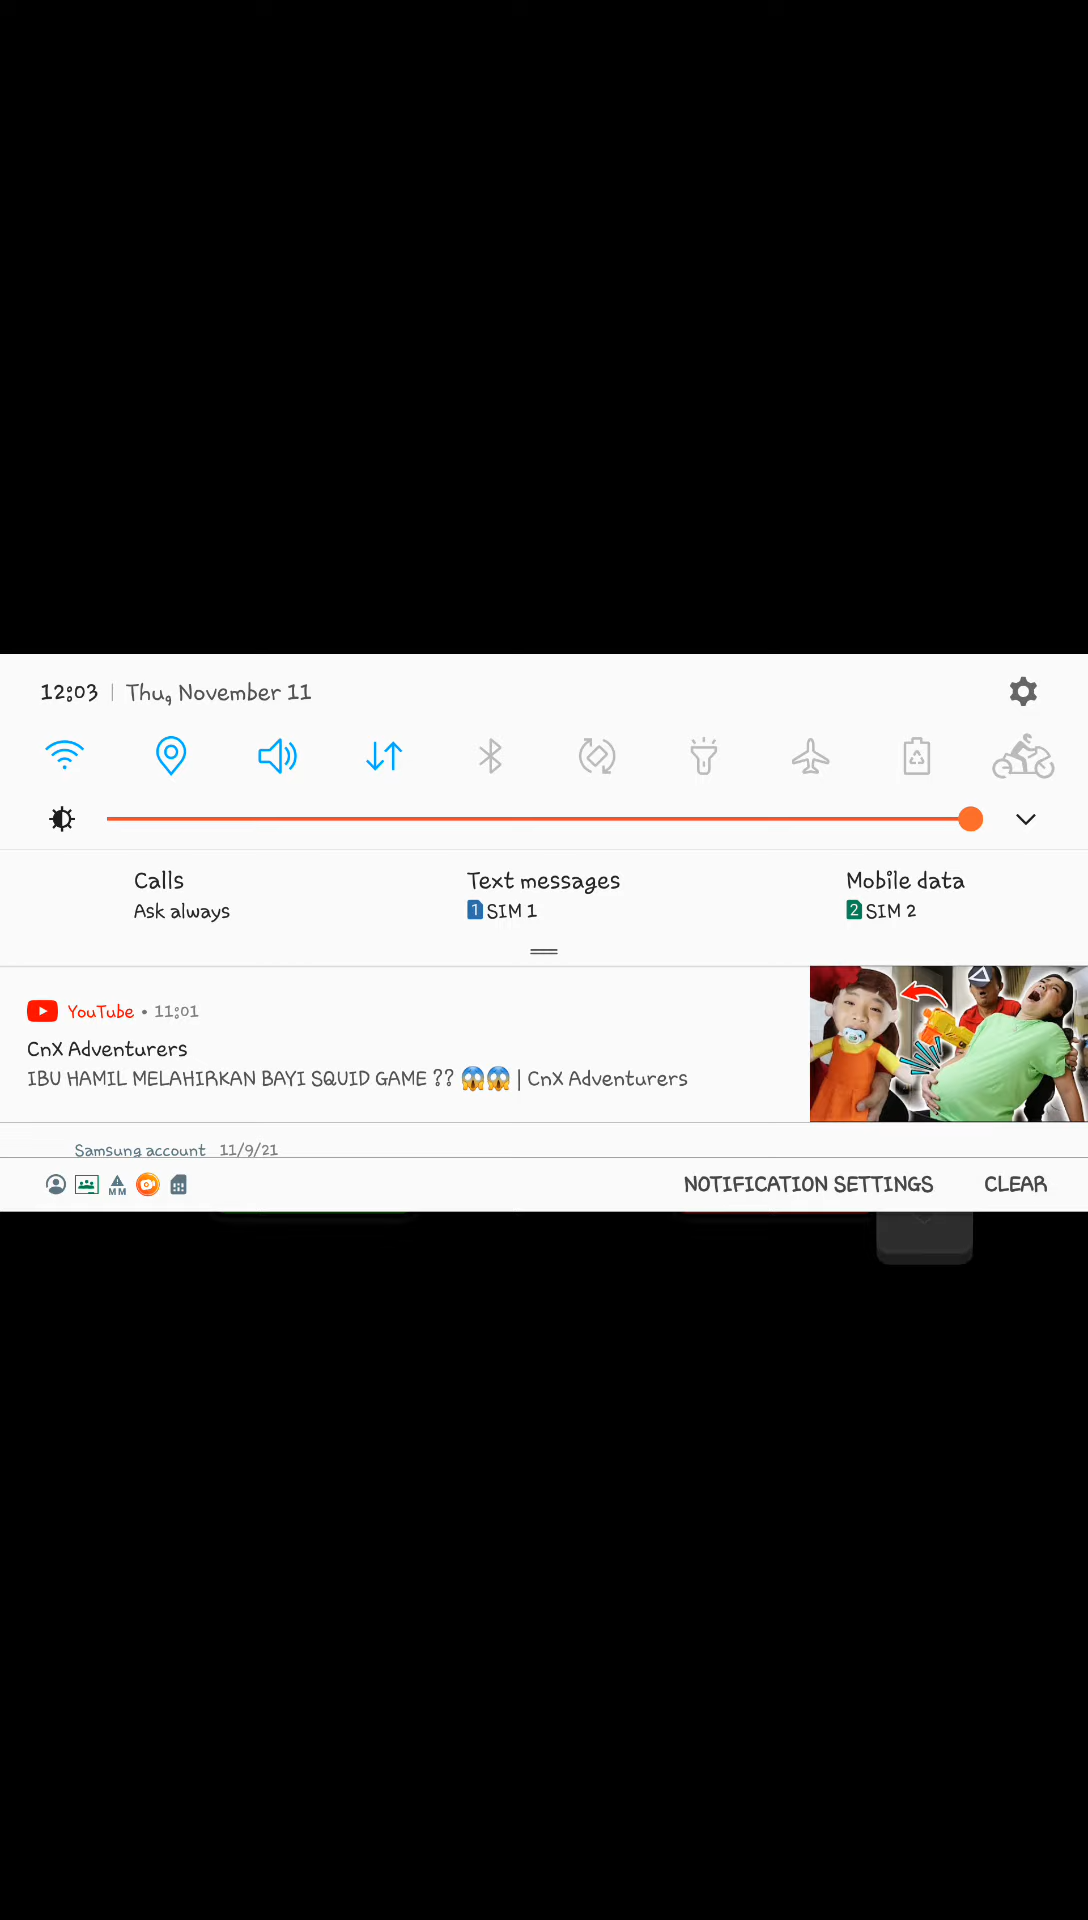 12:03 | Thu, November 11
Calls
Ask always
Text messages
1 SIM 1
Mobile data
2 SIM 2
YouTube • 11:01
CnX Adventurers
IBU HAMIL MELAHIRKAN BAYI SQUID GAME ?? 😱😱 | CnX Adventurers
Samsung account 11/9/21
MM
NOTIFICATION SETTINGS
CLEAR